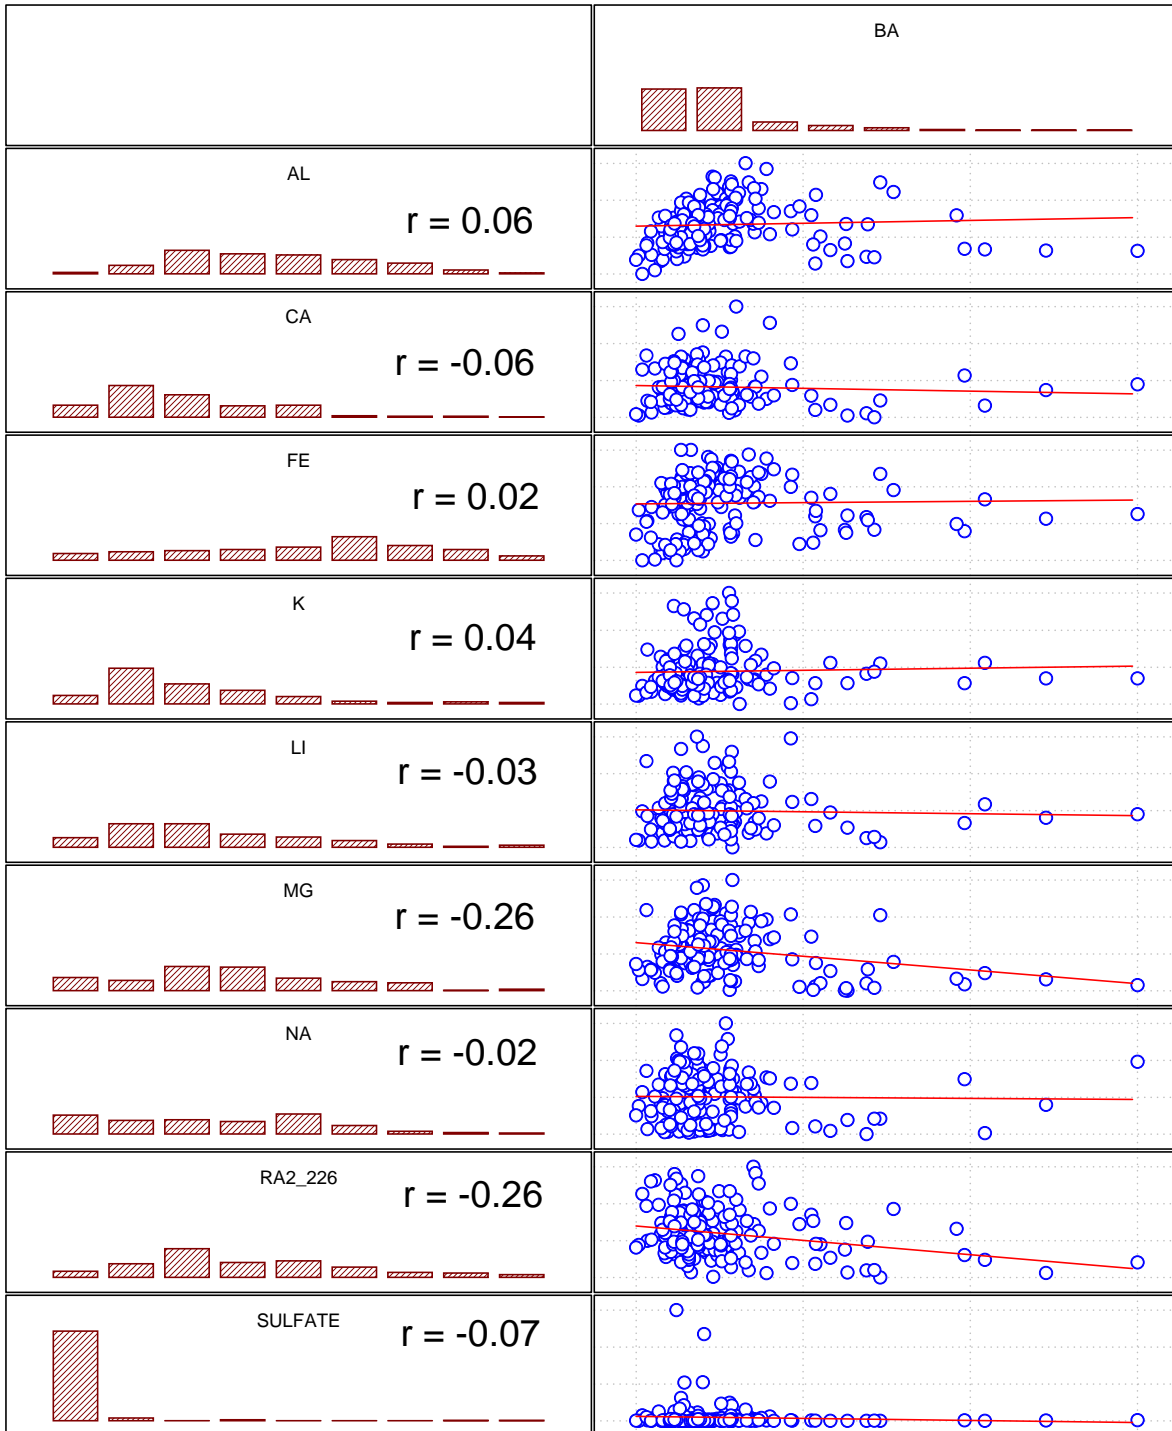 BA
AL
r = 0.06
CA
r = -0.06
FE
r = 0.02
K
r = 0.04
LI
r = -0.03
MG
r = -0.26
NA
r = -0.02
RA2_226
r = -0.26
SULFATE
r = -0.07